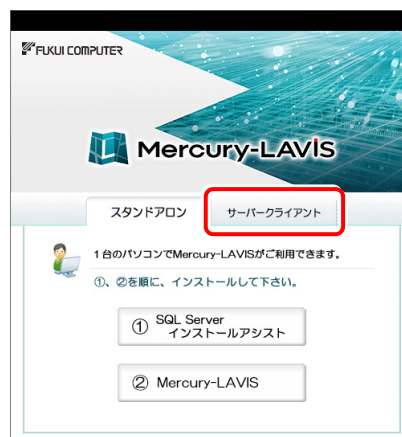 FUKUI COMPUTER
Mercury-LAVIS
スタンドアロン
サーバークライアント
1台のパソコンでMercury-LAVISがご利用できます。
①、②を順に、インストールして下さい。
① SQL Server
インストールアシスト
② Mercury-LAVIS